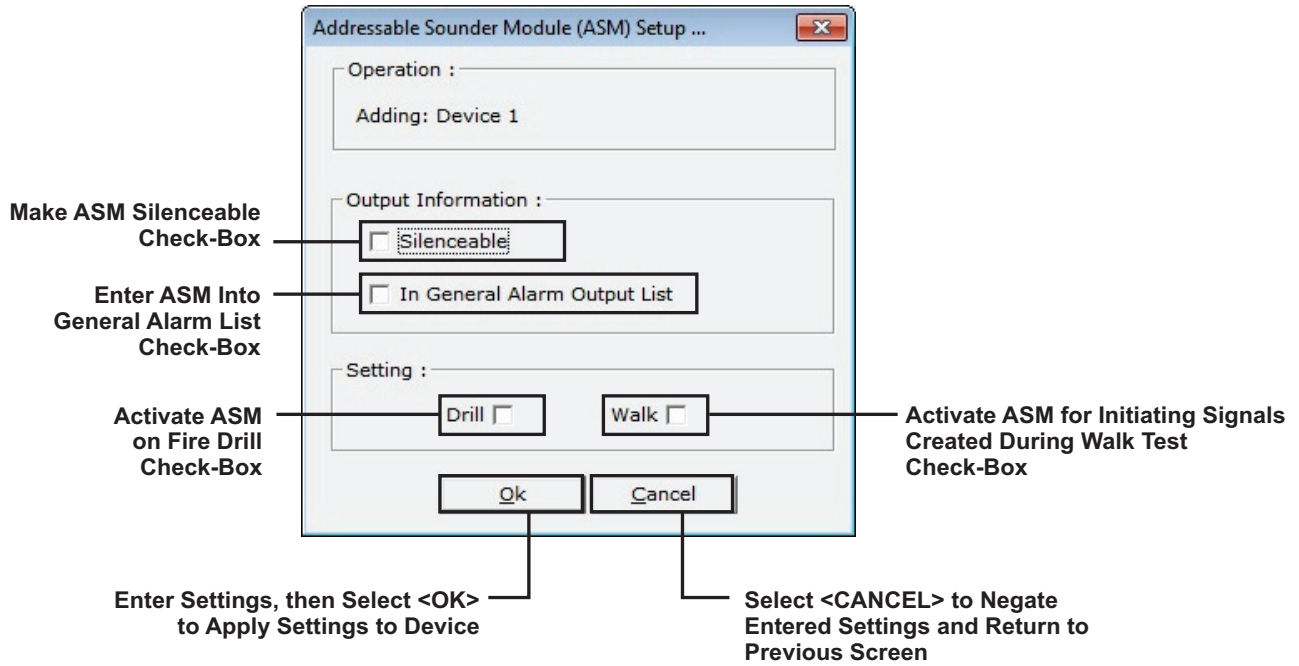 Addressable Sounder Module (ASM) Setup ...
Operation :
Adding: Device 1
Output Information :
Make ASM Silenceable
Check-Box
Silenceable
Enter ASM Into
General Alarm List
Check-Box
In General Alarm Output List
Setting :
Activate ASM
on Fire Drill
Check-Box
Drill
Walk
Activate ASM for Initiating Signals
Created During Walk Test
Check-Box
Ok
Cancel
Enter Settings, then Select <OK>
to Apply Settings to Device
Select <CANCEL> to Negate
Entered Settings and Return to
Previous Screen